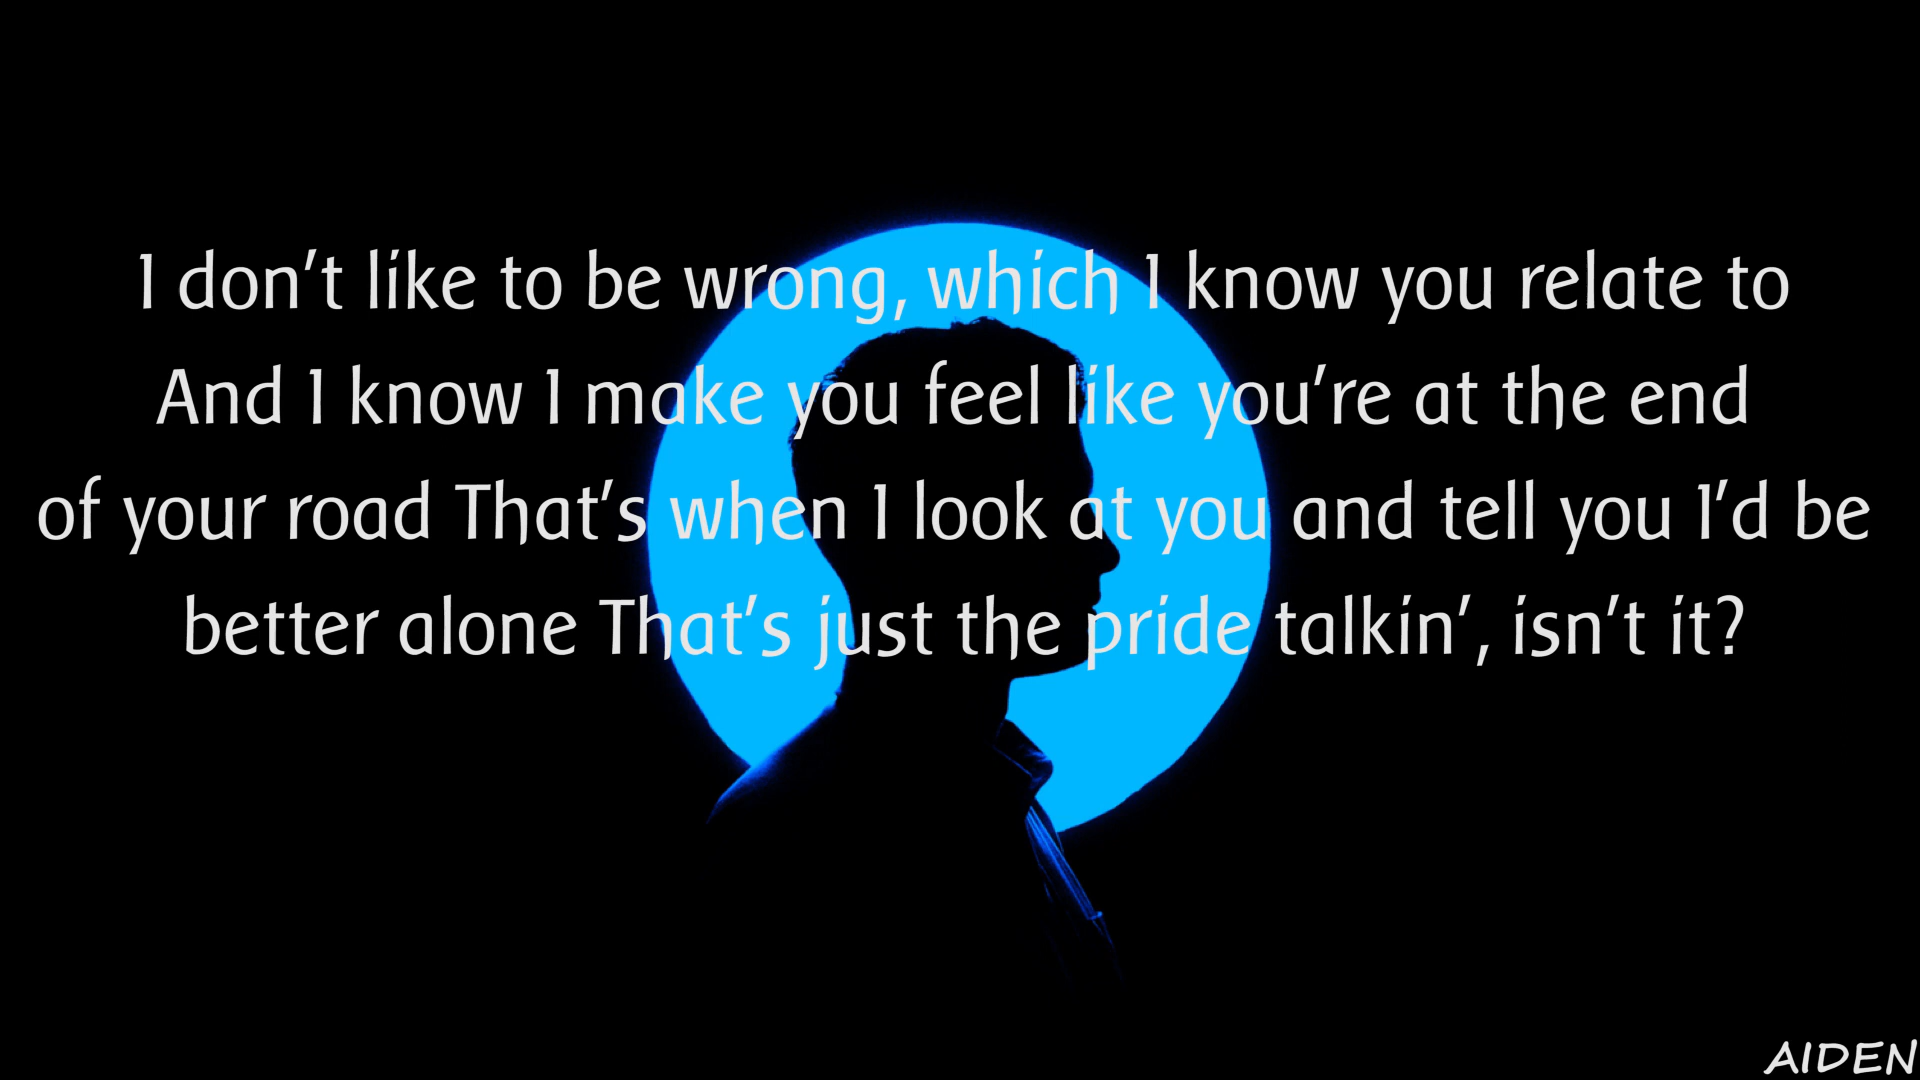 I don’t like to be wrong, which I know you relate to
And I know I make you feel like you’re at the end
of your road That’s when I look at you and tell you I’d be
better alone That’s just the pride talkin’, isn’t it?
AIDEN